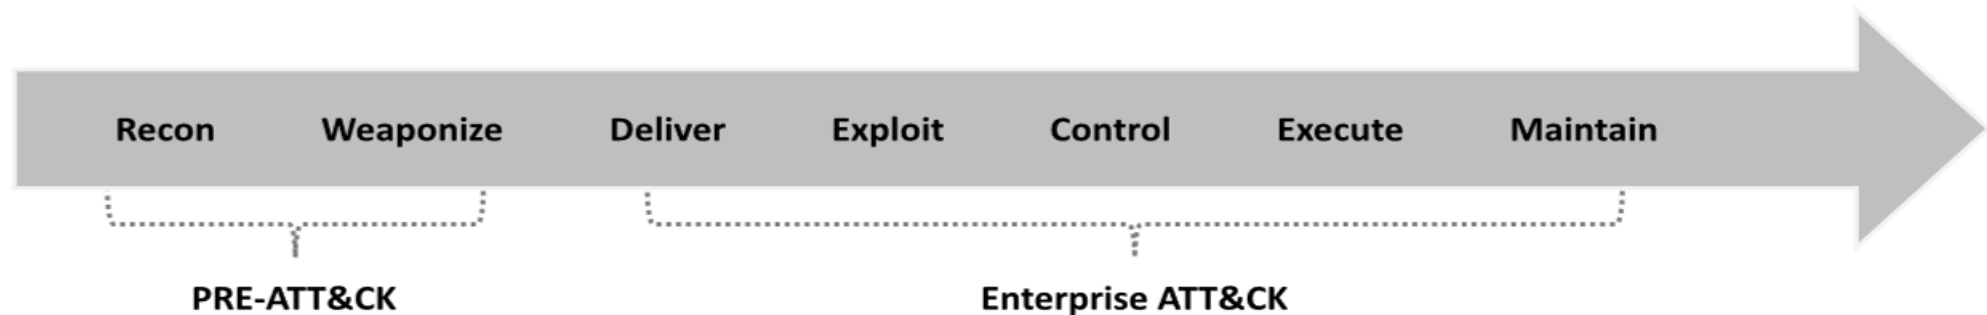 Recon Weaponize Deliver Exploit Control Execute Maintain
PRE-ATT&CK Enterprise ATT&CK